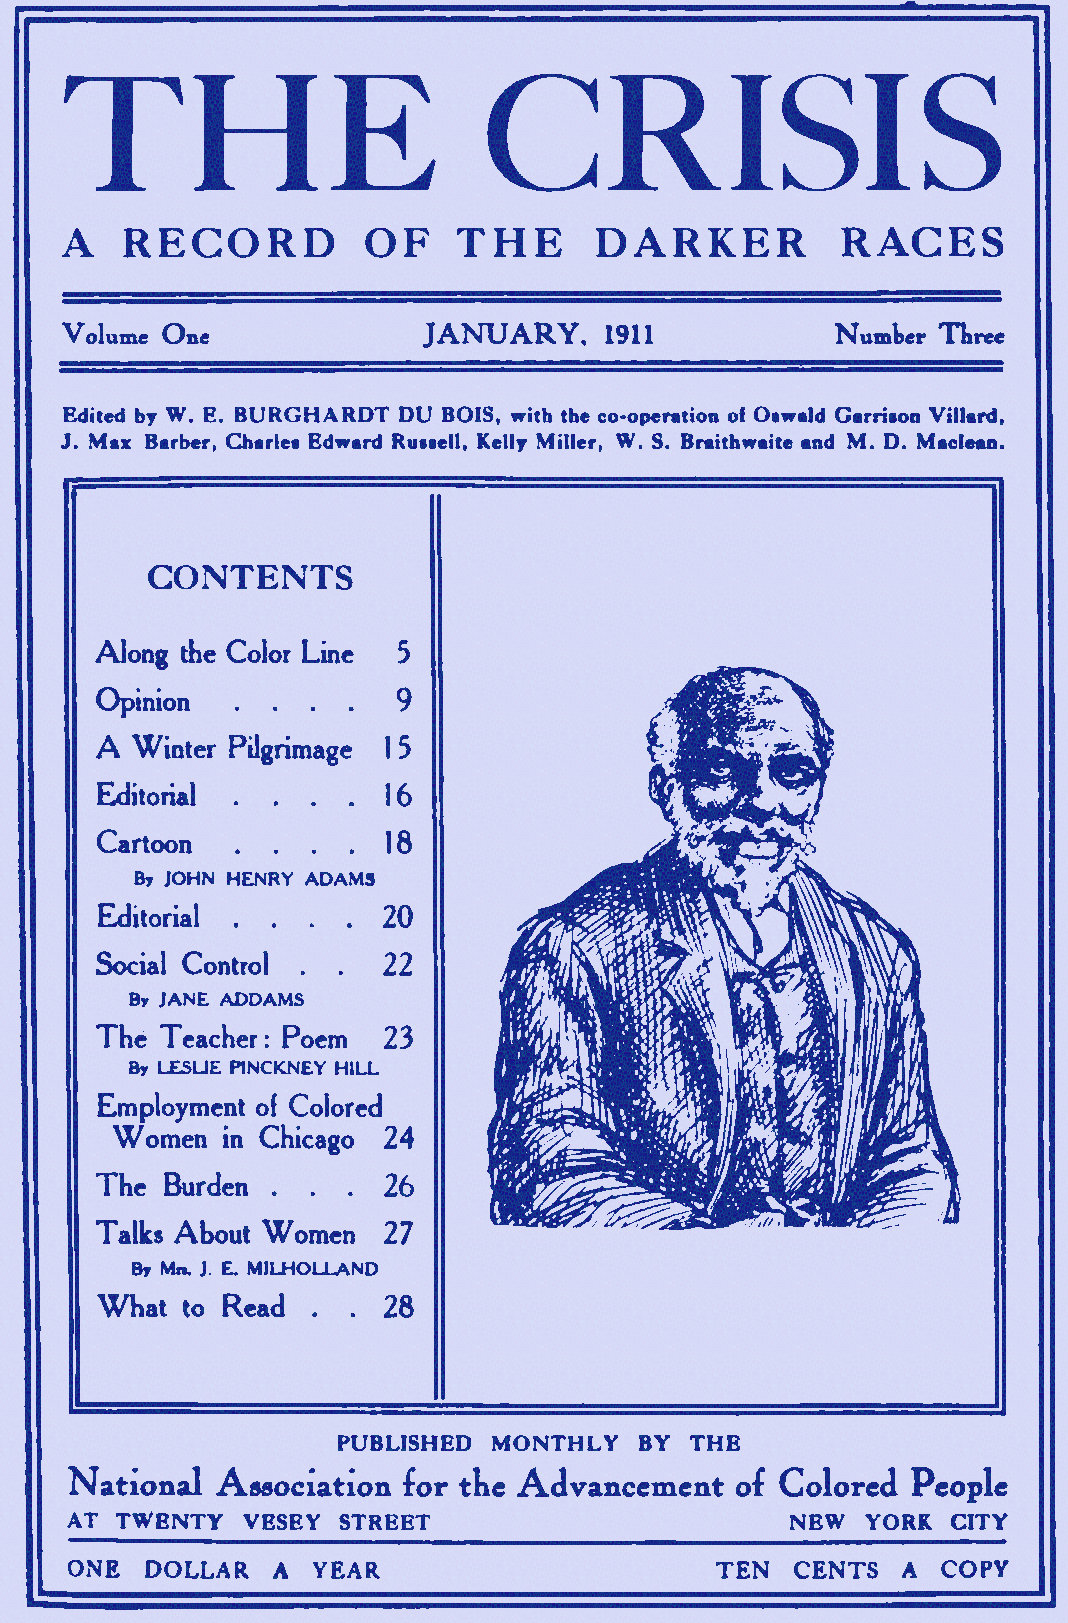 THE CRISIS
A RECORD OF THE DARKER RACES
Volume One JANUARY, 1911 Number Three
Edited by W. E. BURGHARDT DU BOIS, with the co-operation of Oswald Garrison Villard,
J. Max Barber, Charles Edward Russell, Kelly Miller, W. S. Braithwaite and M. D. Maclean.
CONTENTS
Along the Color Line 5
Opinion . . . . 9
A Winter Pilgrimage 15
Editorial . . . . 16
Cartoon . . . . 18
By JOHN HENRY ADAMS
Editorial . . . . 20
Social Control . . 22
By JANE ADDAMS
The Teacher: Poem 23
By LESLIE PINCKNEY HILL
Employment of Colored
Women in Chicago 24
The Burden . . . 26
Talks About Women 27
By Mrs. J. E. MILHOLLAND
What to Read . . 28
PUBLISHED MONTHLY BY THE
National Association for the Advancement of Colored People
AT TWENTY VESEY STREET NEW YORK CITY
ONE DOLLAR A YEAR TEN CENTS A COPY